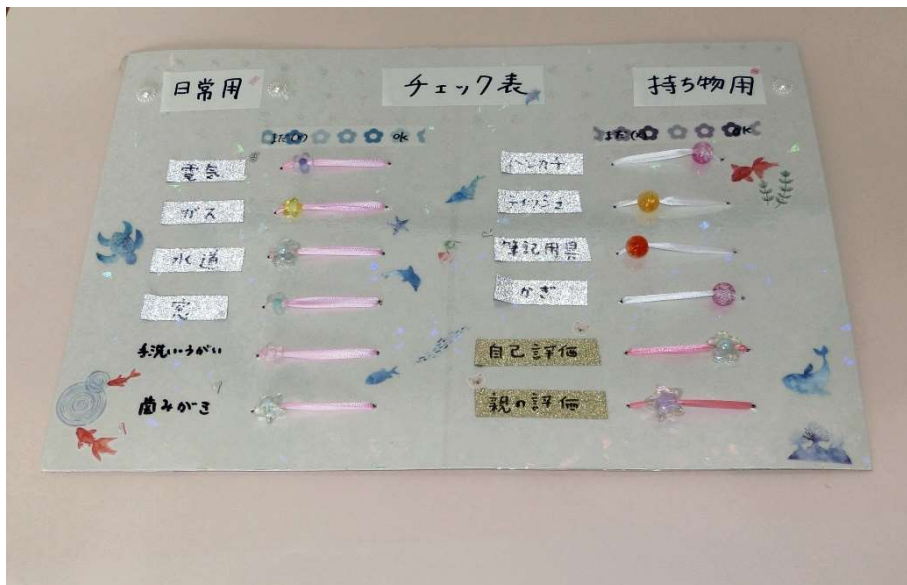 日常用
チェック表
持ち物用
まだ
OK
まだ
OK
電気
ガス
水道
窓
手洗いうがい
歯みがき
ハンカチ
ティッシュ
筆記用具
かぎ
自己評価
親の評価